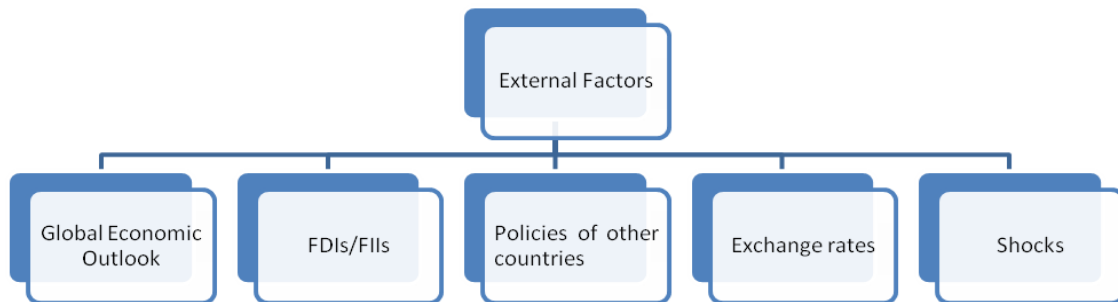 External Factors
Global Economic
Outlook
FDIs/FIIs
Policies of other
countries
Exchange rates
Shocks